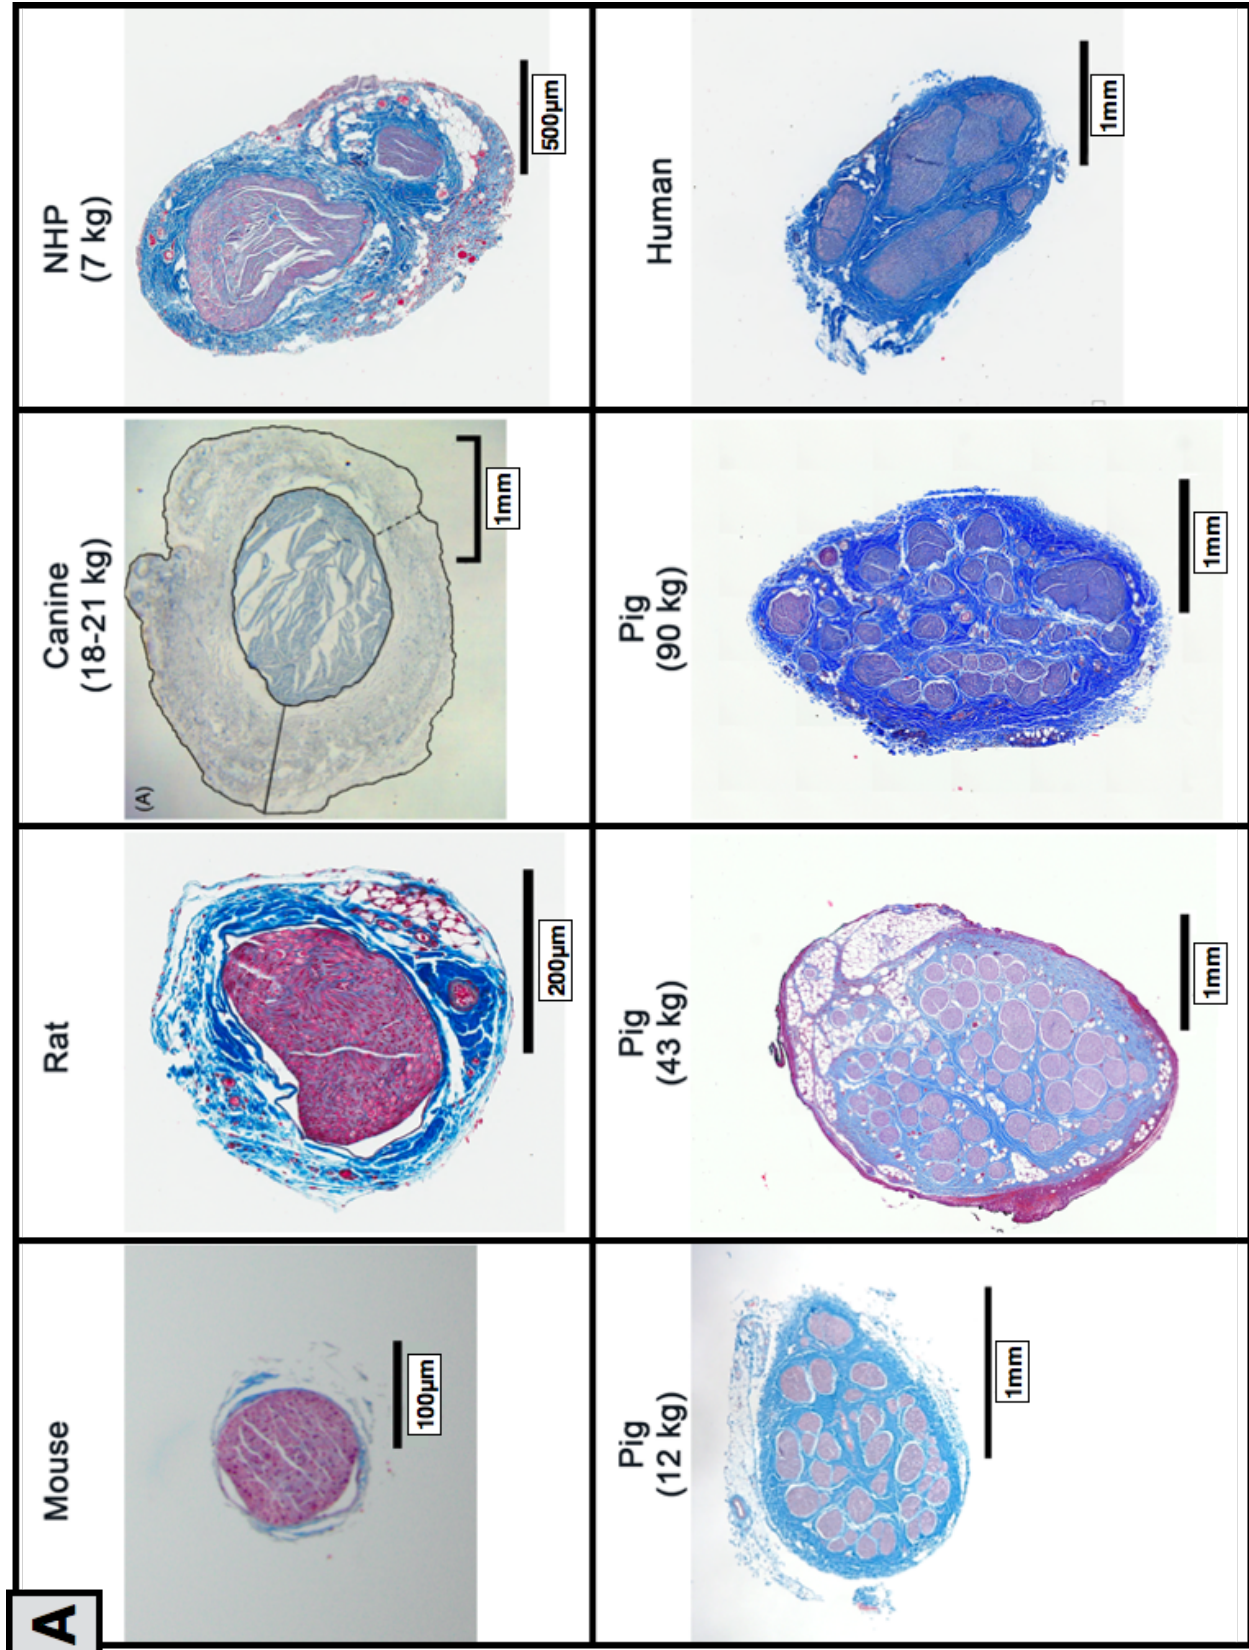 A
Mouse
100µm
Rat
200µm
Canine
(18-21 kg)
(A)
1mm
NHP
(7 kg)
500µm
Pig
(12 kg)
1mm
Pig
(43 kg)
1mm
Pig
(90 kg)
1mm
Human
1mm